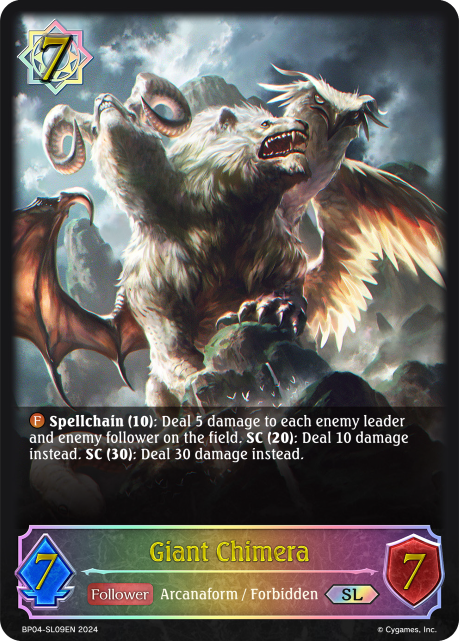 7
F Spellchain (10): Deal 5 damage to each enemy leader
and enemy follower on the field. SC (20): Deal 10 damage
instead. SC (30): Deal 30 damage instead.
Giant Chimera
7
Follower Arcanaform / Forbidden SL
7
BP04-SL09EN 2024
© Cygames, Inc.